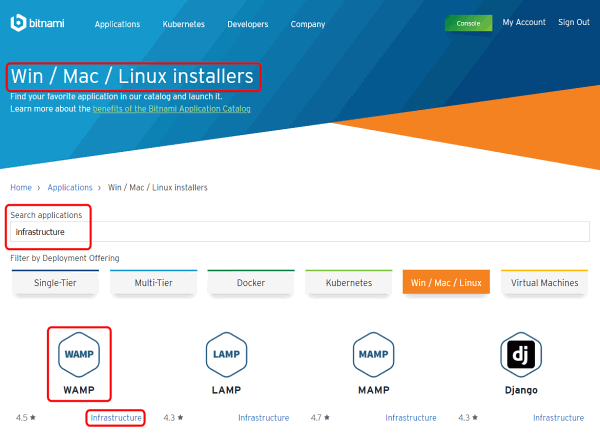 bitnami Applications Kubernetes Developers Company Console My Account Sign Out
Win / Mac / Linux installers
Find your favorite application in our catalog and launch it.
Learn more about the benefits of the Bitnami Application Catalog
Home › Applications › Win / Mac / Linux installers
Search applications
infrastructure
Filter by Deployment Offering
Single-Tier Multi-Tier Docker Kubernetes Win / Mac / Linux Virtual Machines
WAMP LAMP MAMP dj
WAMP LAMP MAMP Django
4.5 ★ Infrastructure 4.3 ★ Infrastructure 4.7 ★ Infrastructure 4.3 ★ Infrastructure